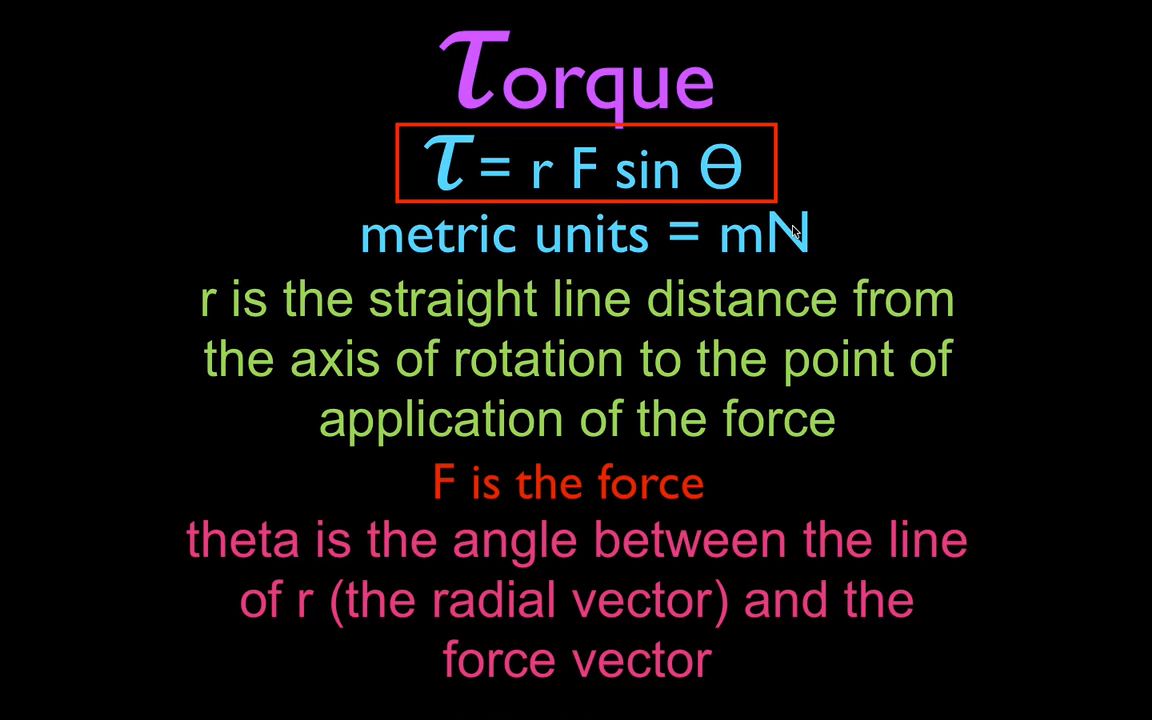 τorque
τ = r F sin Θ
metric units = mN
r is the straight line distance from
the axis of rotation to the point of
application of the force
F is the force
theta is the angle between the line
of r (the radial vector) and the
force vector